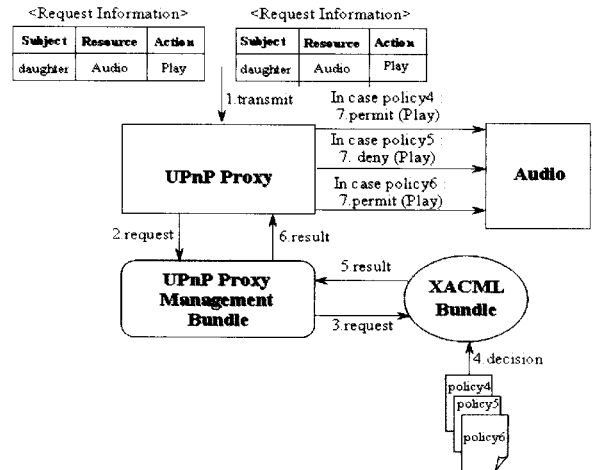 <Request Information>
Subject Resource Action
daughter Audio Play
<Request Information>
Subject Resource Action
daughter Audio Play
1.transmit
UPnP Proxy
In case policy4 :
7.permit (Play)
In case policy5 :
7. deny (Play)
In case policy6 :
7.permit (Play)
Audio
2.request
6.result
UPnP Proxy
Management
Bundle
5.result
3.request
XACML
Bundle
4.decision
policy4
policy5
policy6